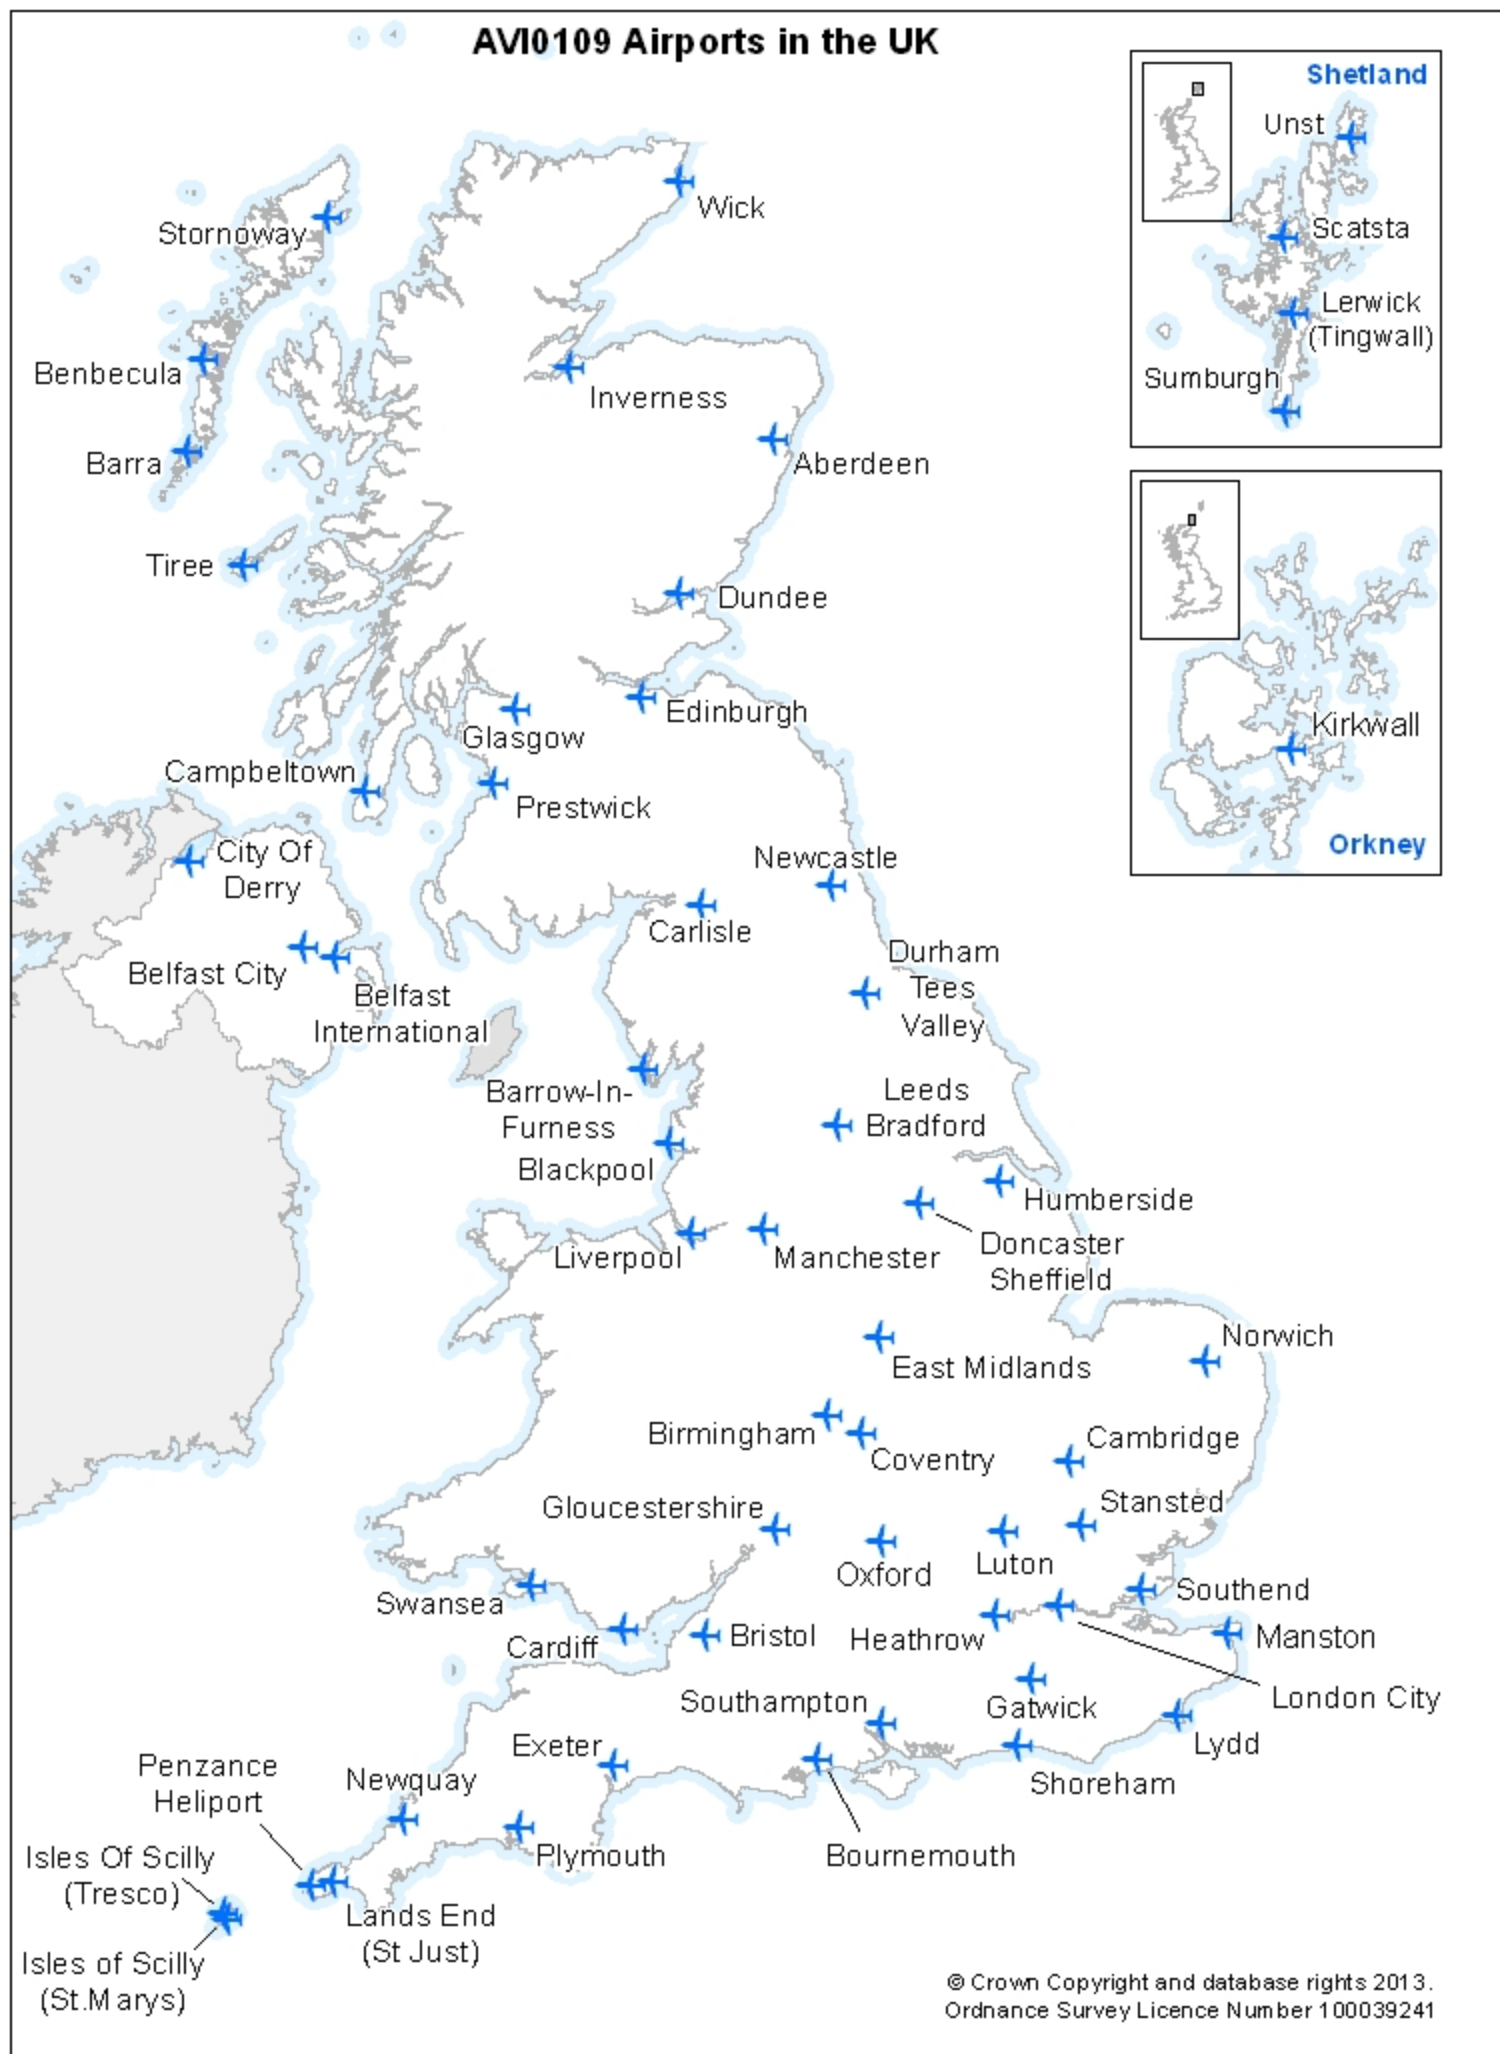 AVI0109 Airports in the UK
Shetland
Unst
Scatsta
Lerwick
(Tingwall)
Sumburgh
Wick
Stornoway
Benbecula
Barra
Inverness
Aberdeen
Tiree
Dundee
Kirkwall
Orkney
Edinburgh
Glasgow
Campbeltown
Prestwick
City Of
Derry
Newcastle
Carlisle
Belfast City
Belfast
International
Durham
Tees
Valley
Barrow-In-
Furness
Leeds
Bradford
Blackpool
Humberside
Liverpool
Manchester
Doncaster
Sheffield
Norwich
East Midlands
Birmingham
Coventry
Cambridge
Gloucestershire
Stansted
Oxford
Luton
Swansea
Southend
Cardiff
Bristol
Heathrow
Manston
London City
Southampton
Gatwick
Lydd
Exeter
Shoreham
Penzance
Heliport
Newquay
Plymouth
Bournemouth
Isles Of Scilly
(Tresco)
Lands End
(St Just)
Isles of Scilly
(St.Marys)
© Crown Copyright and database rights 2013.
Ordnance Survey Licence Number 100039241